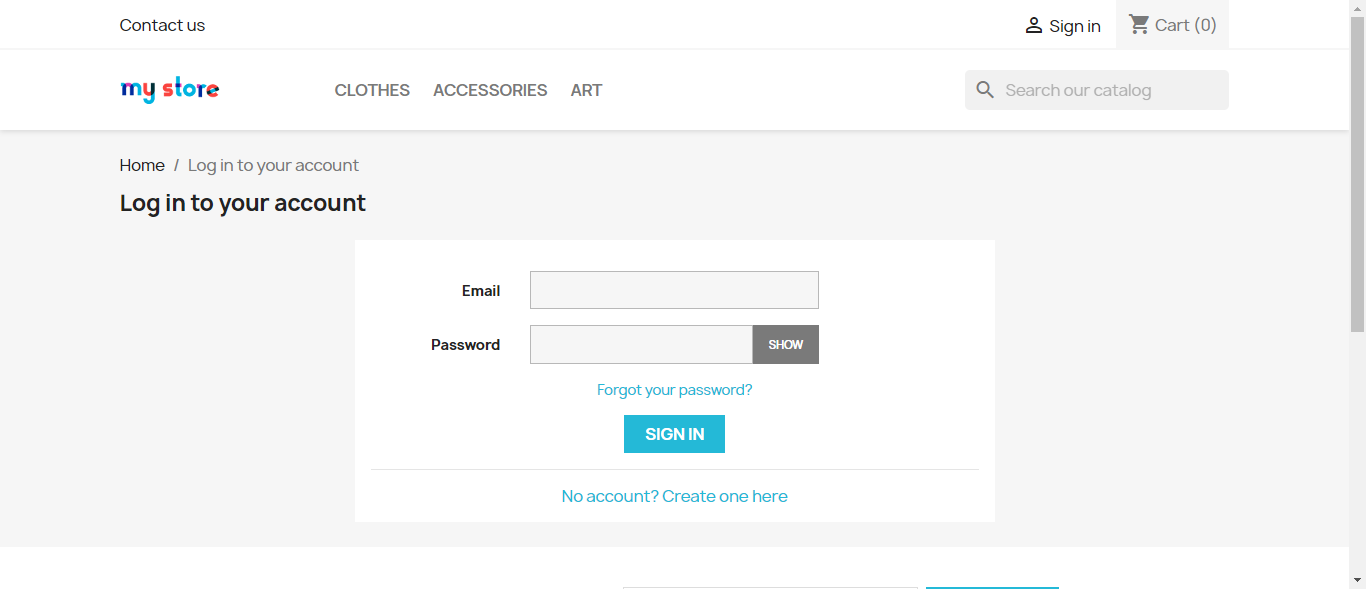 Contact us
Sign in
Cart (0)
my store
CLOTHES
ACCESSORIES
ART
Search our catalog
Home / Log in to your account
Log in to your account
Email
Password
SHOW
Forgot your password?
SIGN IN
No account? Create one here